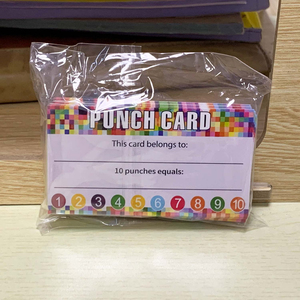 PUNCH CARD
This card belongs to:
10 punches equals:
1 2 3 4 5 6 7 8 9 10